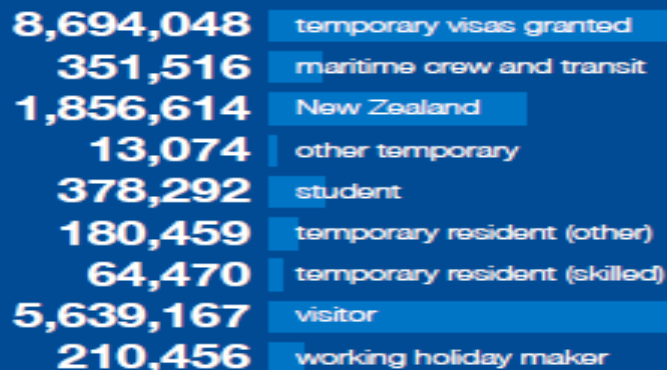 8,694,048 temporary visas granted
351,516 maritime crew and transit
1,856,614 New Zealand
13,074 other temporary
378,292 student
180,459 temporary resident (other)
64,470 temporary resident (skilled)
5,639,167 visitor
210,456 working holiday maker